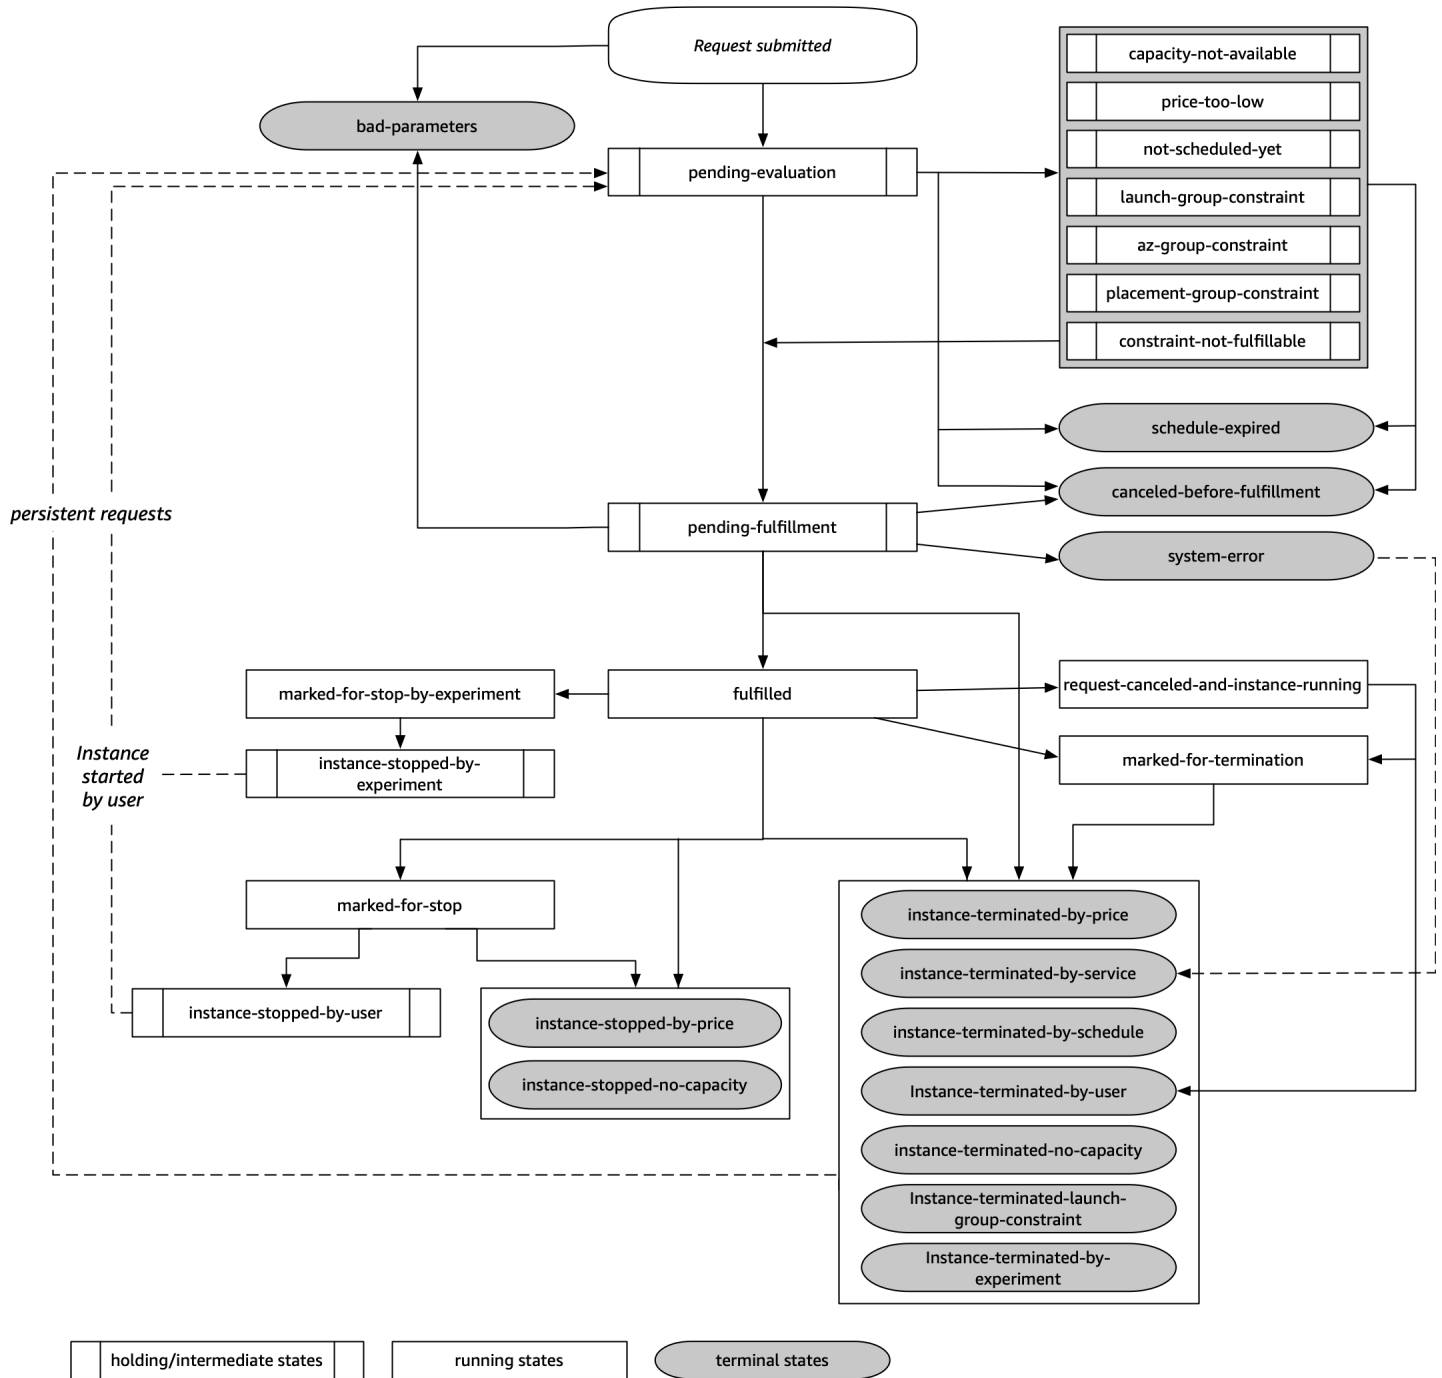 Request submitted
bad-parameters
pending-evaluation
capacity-not-available
price-too-low
not-scheduled-yet
launch-group-constraint
az-group-constraint
placement-group-constraint
constraint-not-fulfillable
schedule-expired
canceled-before-fulfillment
system-error
persistent requests
pending-fulfillment
marked-for-stop-by-experiment
fulfilled
request-canceled-and-instance-running
marked-for-termination
Instance
started
by user
instance-stopped-by-
experiment
marked-for-stop
instance-stopped-by-user
instance-stopped-by-price
instance-stopped-no-capacity
instance-terminated-by-price
instance-terminated-by-service
instance-terminated-by-schedule
Instance-terminated-by-user
instance-terminated-no-capacity
Instance-terminated-launch-
group-constraint
Instance-terminated-by-
experiment
holding/intermediate states
running states
terminal states